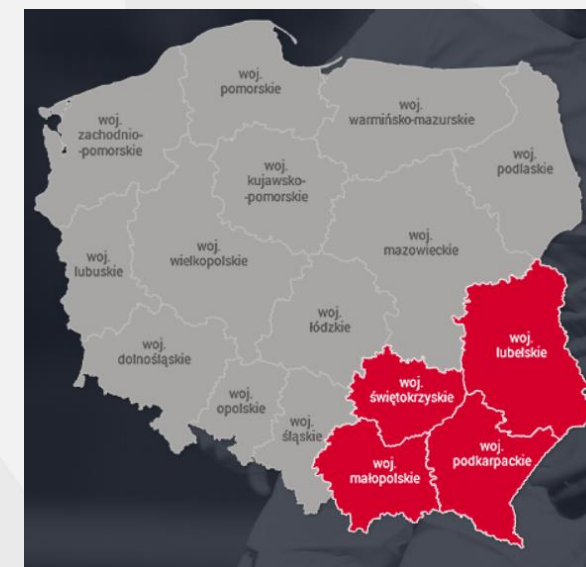 woj.
pomorskie
woj.
warmińsko-mazurskie
woj.
zachodnio-
-pomorskie
woj.
podlaskie
woj.
kujawsko-
-pomorskie
woj.
mazowieckie
woj.
wielkopolskie
woj.
lubuskie
woj.
łódzkie
woj.
lubelskie
woj.
dolnośląskie
woj.
świętokrzyskie
woj.
opolskie
woj.
śląskie
woj.
podkarpackie
woj.
małopolskie